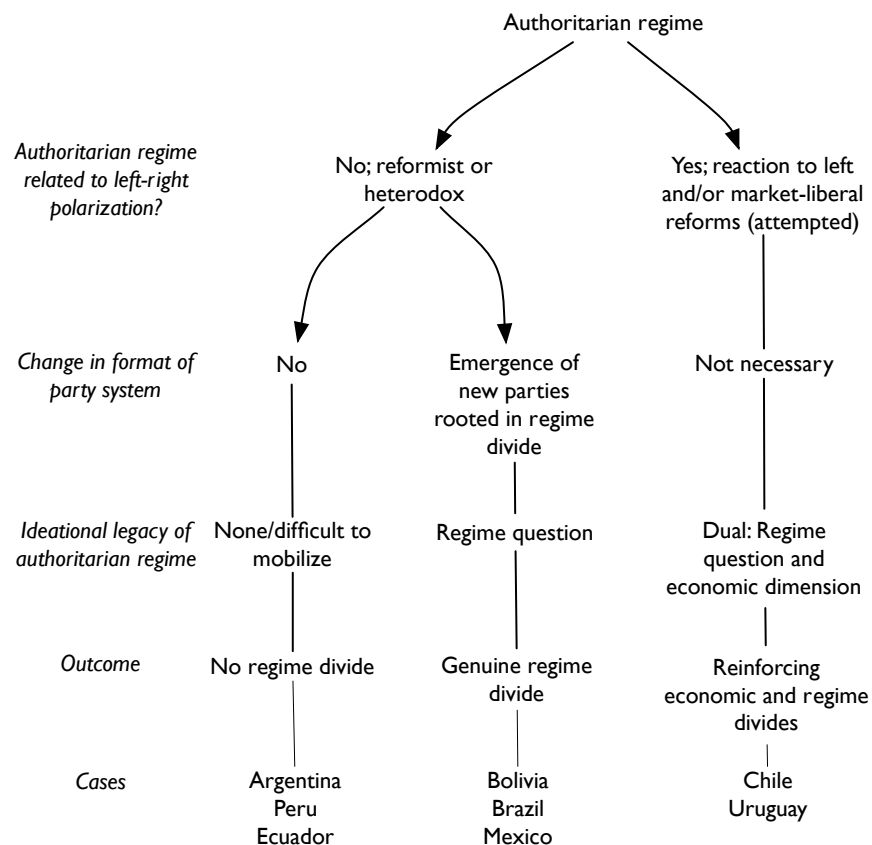 Authoritarian regime
Authoritarian regime
related to left-right
polarization?
No; reformist or
heterodox
Yes; reaction to left
and/or market-liberal
reforms (attempted)
Change in format of
party system
No
Emergence of
new parties
rooted in regime
divide
Not necessary
Ideational legacy of
authoritarian regime
None/difficult to
mobilize
Regime question
Dual: Regime
question and
economic dimension
Outcome
No regime divide
Genuine regime
divide
Reinforcing
economic and regime
divides
Cases
Argentina
Peru
Ecuador
Bolivia
Brazil
Mexico
Chile
Uruguay